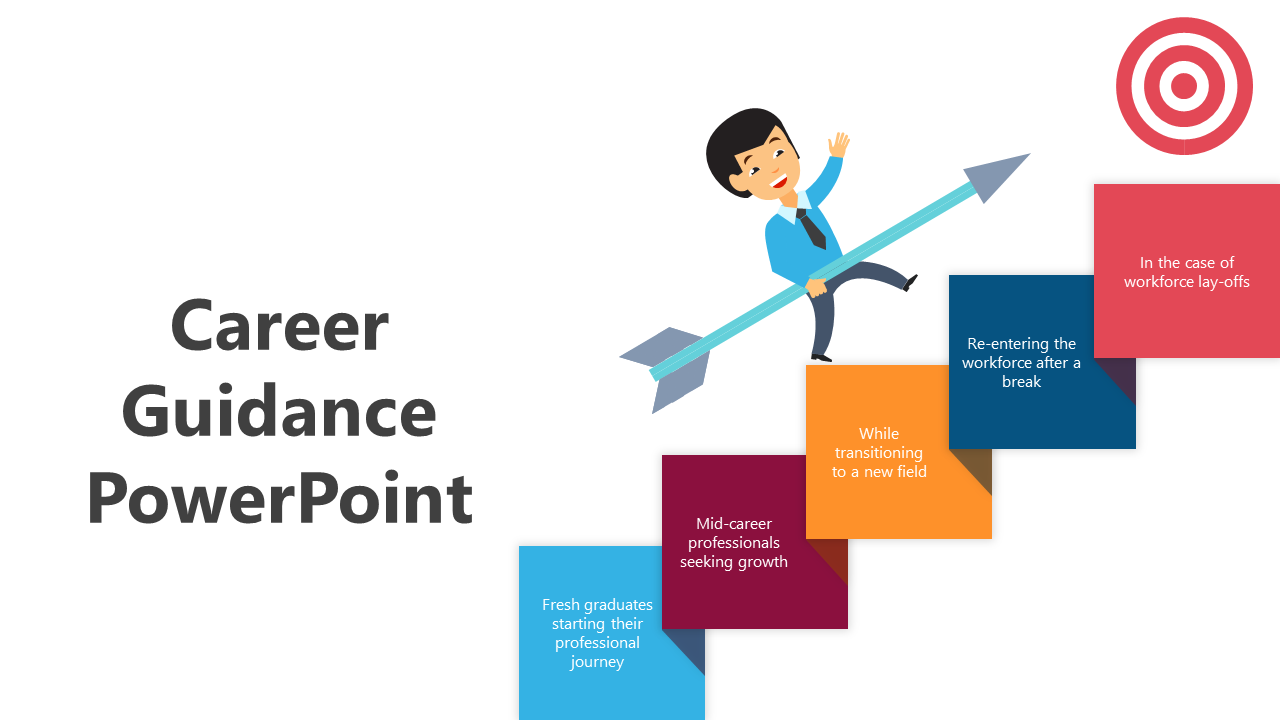 Career
Guidance
PowerPoint
Fresh graduates
starting their
professional
journey
Mid-career
professionals
seeking growth
While
transitioning
to a new field
Re-entering the
workforce after a
break
In the case of
workforce lay-offs